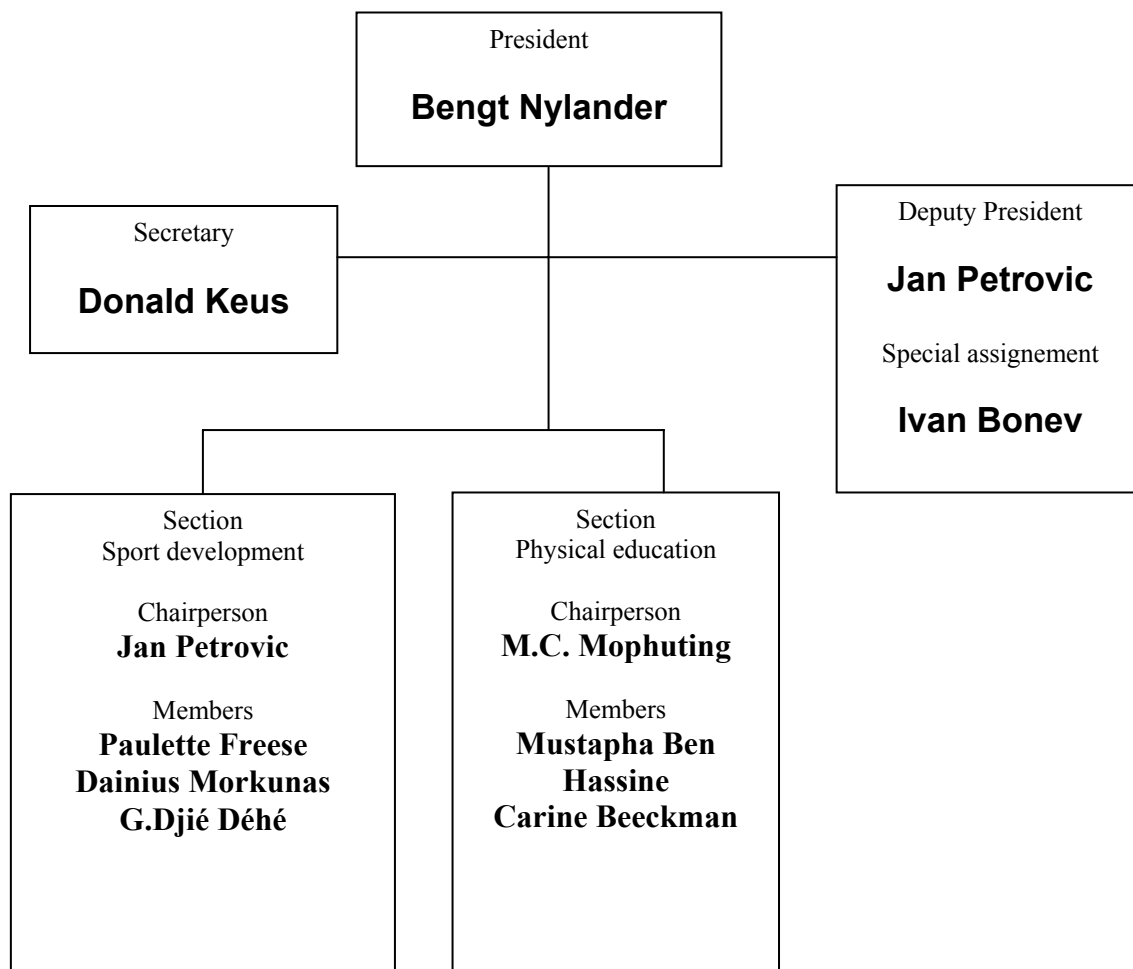 President
Bengt Nylander
Secretary
Donald Keus
Deputy President
Jan Petrovic
Special assignement
Ivan Bonev
Section
Sport development
Chairperson
Jan Petrovic
Members
Paulette Freese
Dainius Morkunas
G.Djié Déhé
Section
Physical education
Chairperson
M.C. Mophuting
Members
Mustapha Ben
Hassine
Carine Beeckman